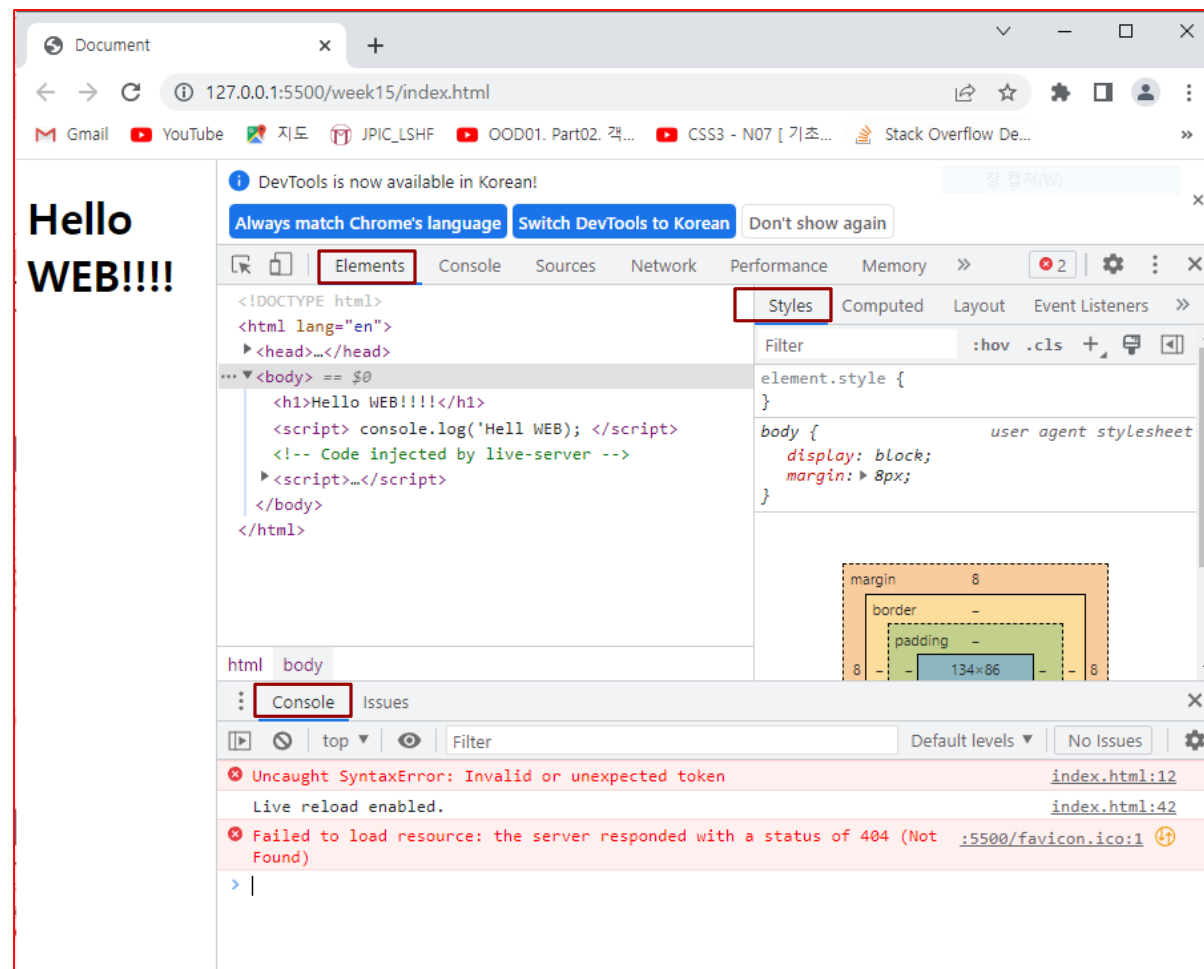 Document
127.0.0.1:5500/week15/index.html
Gmail YouTube 지도 JPIC_LSHF OOD01. Part02. 객... CSS3 - N07 [ 기초... Stack Overflow De...
Hello
WEB!!!!
DevTools is now available in Korean!
창 캡저(W)
Always match Chrome's language Switch DevTools to Korean Don't show again
Elements Console Sources Network Performance Memory 2
<!DOCTYPE html>
<html lang="en">
<head>…</head>
<body> == $0
<h1>Hello WEB!!!!</h1>
<script> console.log('Hell WEB); </script>
<!-- Code injected by live-server -->
<script>…</script>
</body>
</html>
html body
Styles Computed Layout Event Listeners
Filter :hov .cls
element.style {
}
body { user agent stylesheet
display: block;
margin: 8px;
}
margin 8
border –
padding –
8 – – 134×86 – – 8
Console Issues
top Filter Default levels No Issues
Uncaught SyntaxError: Invalid or unexpected token index.html:12
Live reload enabled. index.html:42
Failed to load resource: the server responded with a status of 404 (Not :5500/favicon.ico:1
Found)